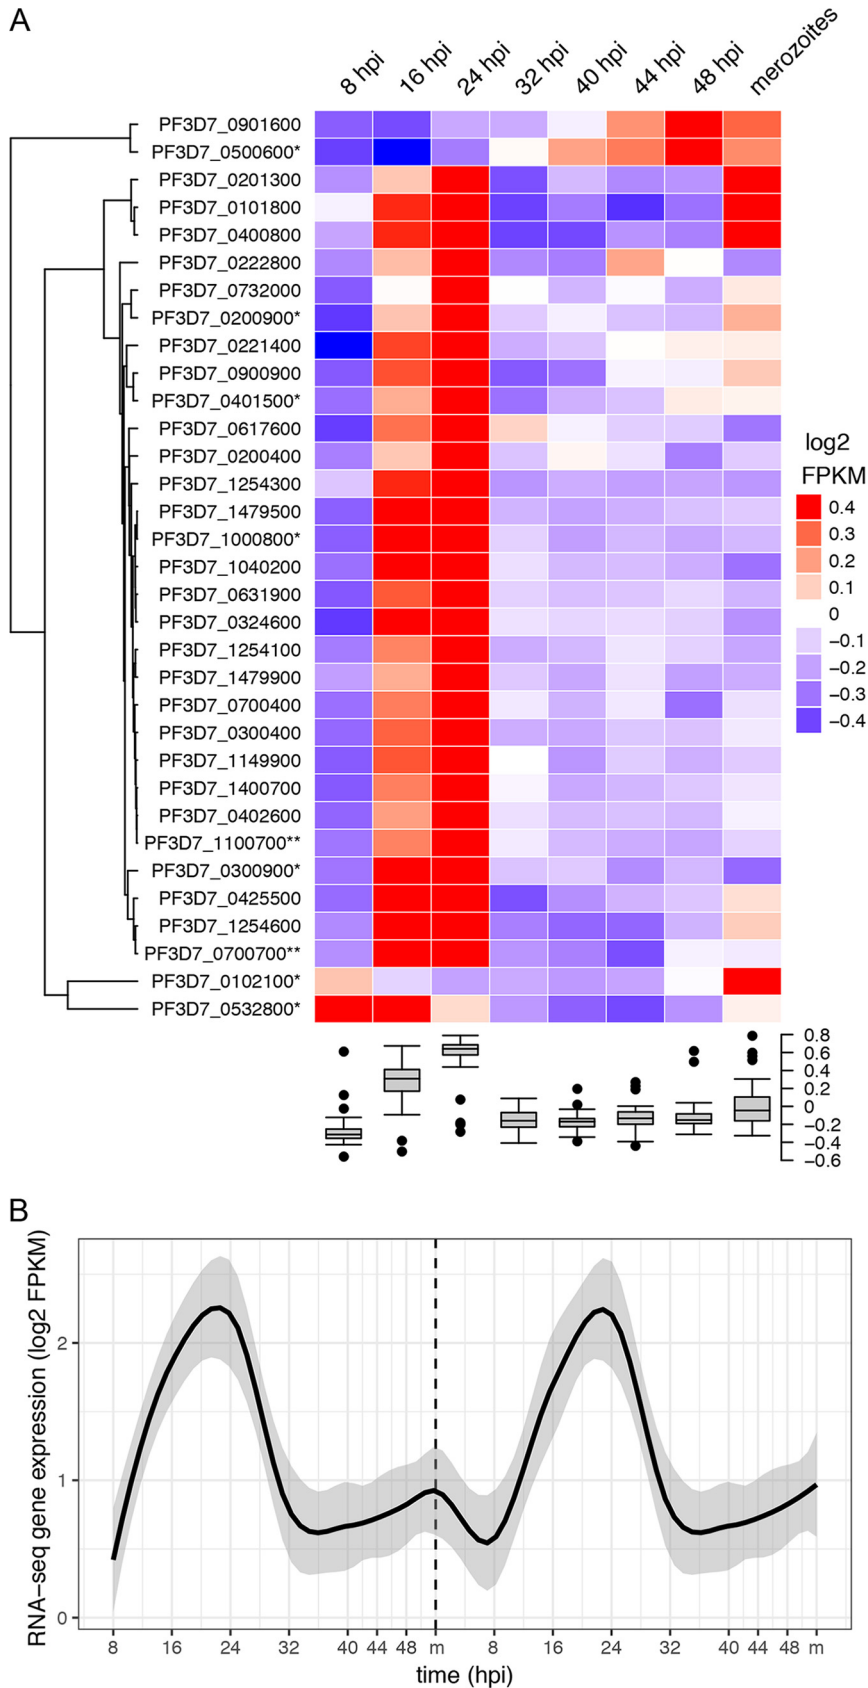 A
8 hpi
16 hpi
24 hpi
32 hpi
40 hpi
44 hpi
48 hpi
merozoites
PF3D7_0901600
PF3D7_0500600*
PF3D7_0201300
PF3D7_0101800
PF3D7_0400800
PF3D7_0222800
PF3D7_0732000
PF3D7_0200900*
PF3D7_0221400
PF3D7_0900900
PF3D7_0401500*
PF3D7_0617600
PF3D7_0200400
PF3D7_1254300
PF3D7_1479500
PF3D7_1000800*
PF3D7_1040200
PF3D7_0631900
PF3D7_0324600
PF3D7_1254100
PF3D7_1479900
PF3D7_0700400
PF3D7_0300400
PF3D7_1149900
PF3D7_1400700
PF3D7_0402600
PF3D7_1100700**
PF3D7_0300900*
PF3D7_0425500
PF3D7_1254600
PF3D7_0700700**
PF3D7_0102100*
PF3D7_0532800*
log2
FPKM
0.4
0.3
0.2
0.1
0
−0.1
−0.2
−0.3
−0.4
0.8
0.6
0.4
0.2
0
−0.2
−0.4
−0.6
B
RNA−seq gene expression (log2 FPKM)
2
1
0
8 16 24 32 40 44 48 m 8 16 24 32 40 44 48 m
time (hpi)